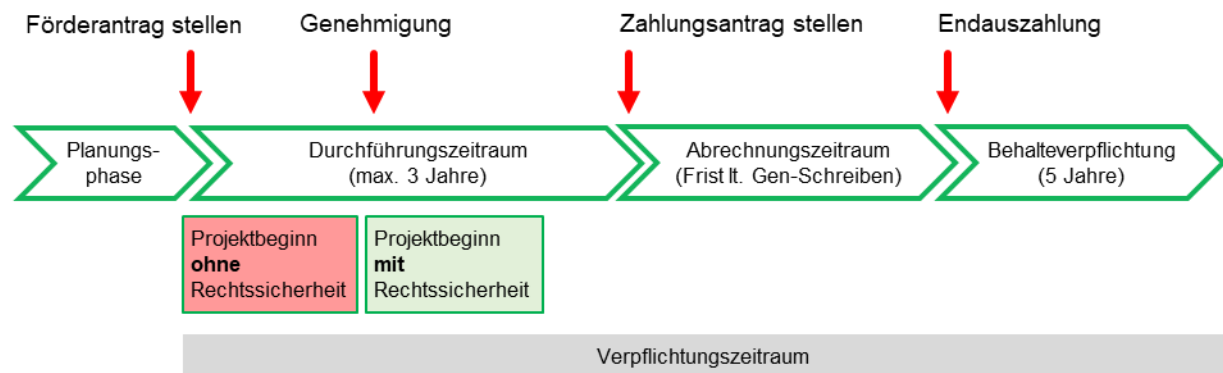 Förderantrag stellen
Genehmigung
Zahlungsantrag stellen
Endauszahlung
Planungs-
phase
Durchführungszeitraum
(max. 3 Jahre)
Abrechnungszeitraum
(Frist lt. Gen-Schreiben)
Behalteverpflichtung
(5 Jahre)
Projektbeginn
ohne
Rechtssicherheit
Projektbeginn
mit
Rechtssicherheit
Verpflichtungszeitraum